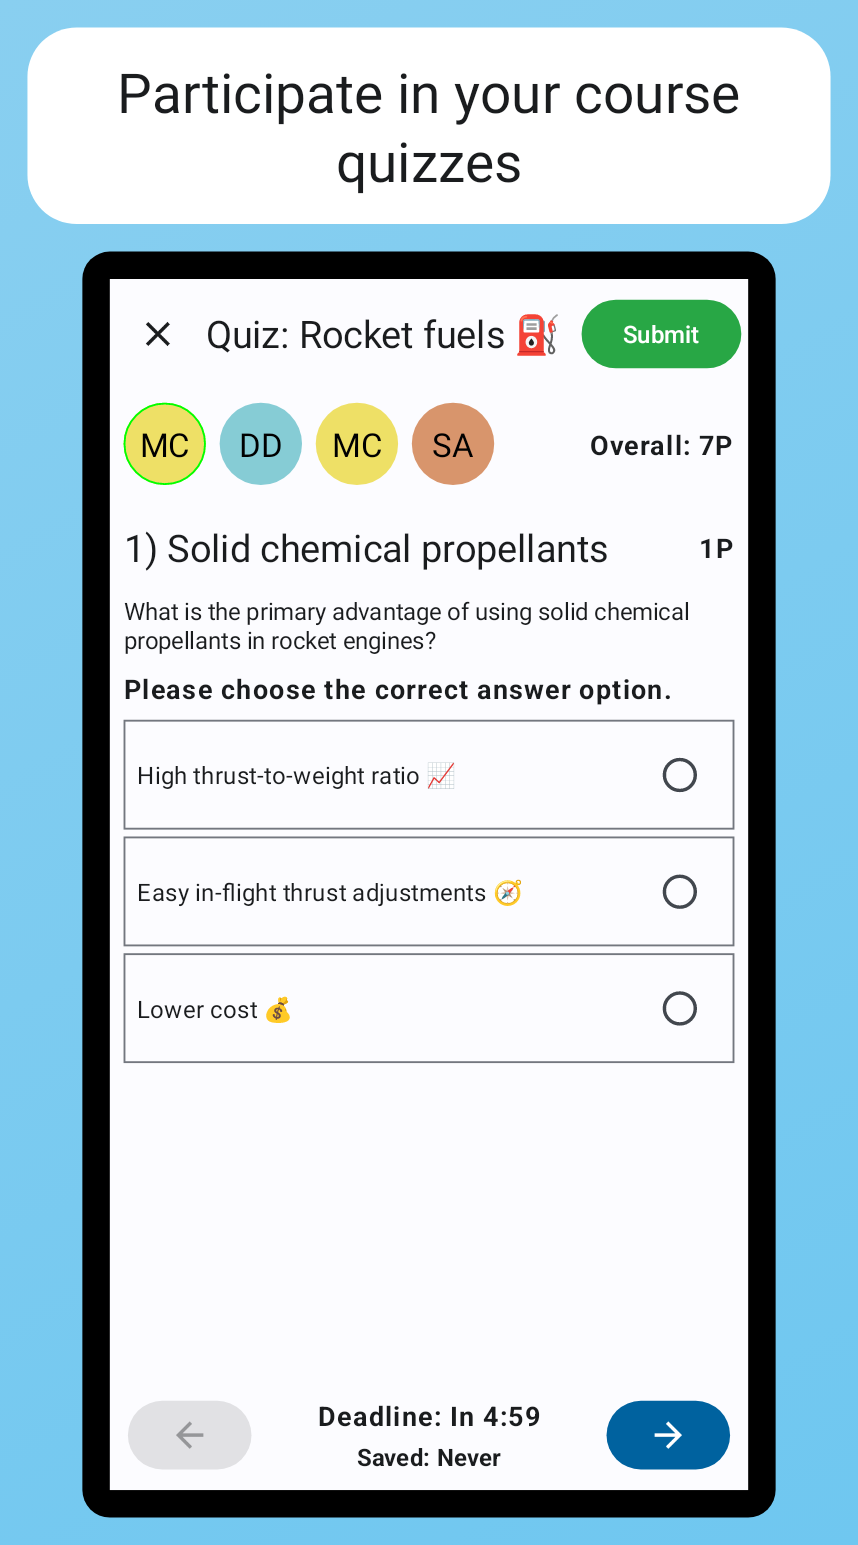 Participate in your course
quizzes
Quiz: Rocket fuels ⛽
Submit
MC DD MC SA
Overall: 7P
1) Solid chemical propellants
1P
What is the primary advantage of using solid chemical
propellants in rocket engines?
Please choose the correct answer option.
High thrust-to-weight ratio 📈
Easy in-flight thrust adjustments 🧭
Lower cost 💰
Deadline: In 4:59
Saved: Never